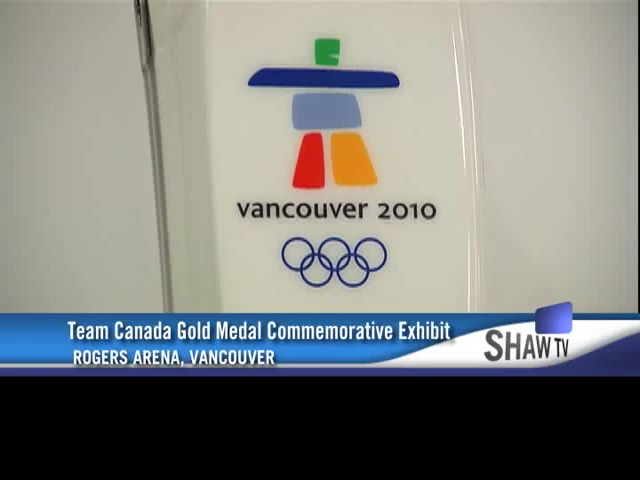 vancouver 2010
Team Canada Gold Medal Commemorative Exhibit
ROGERS ARENA, VANCOUVER
SHAW TV